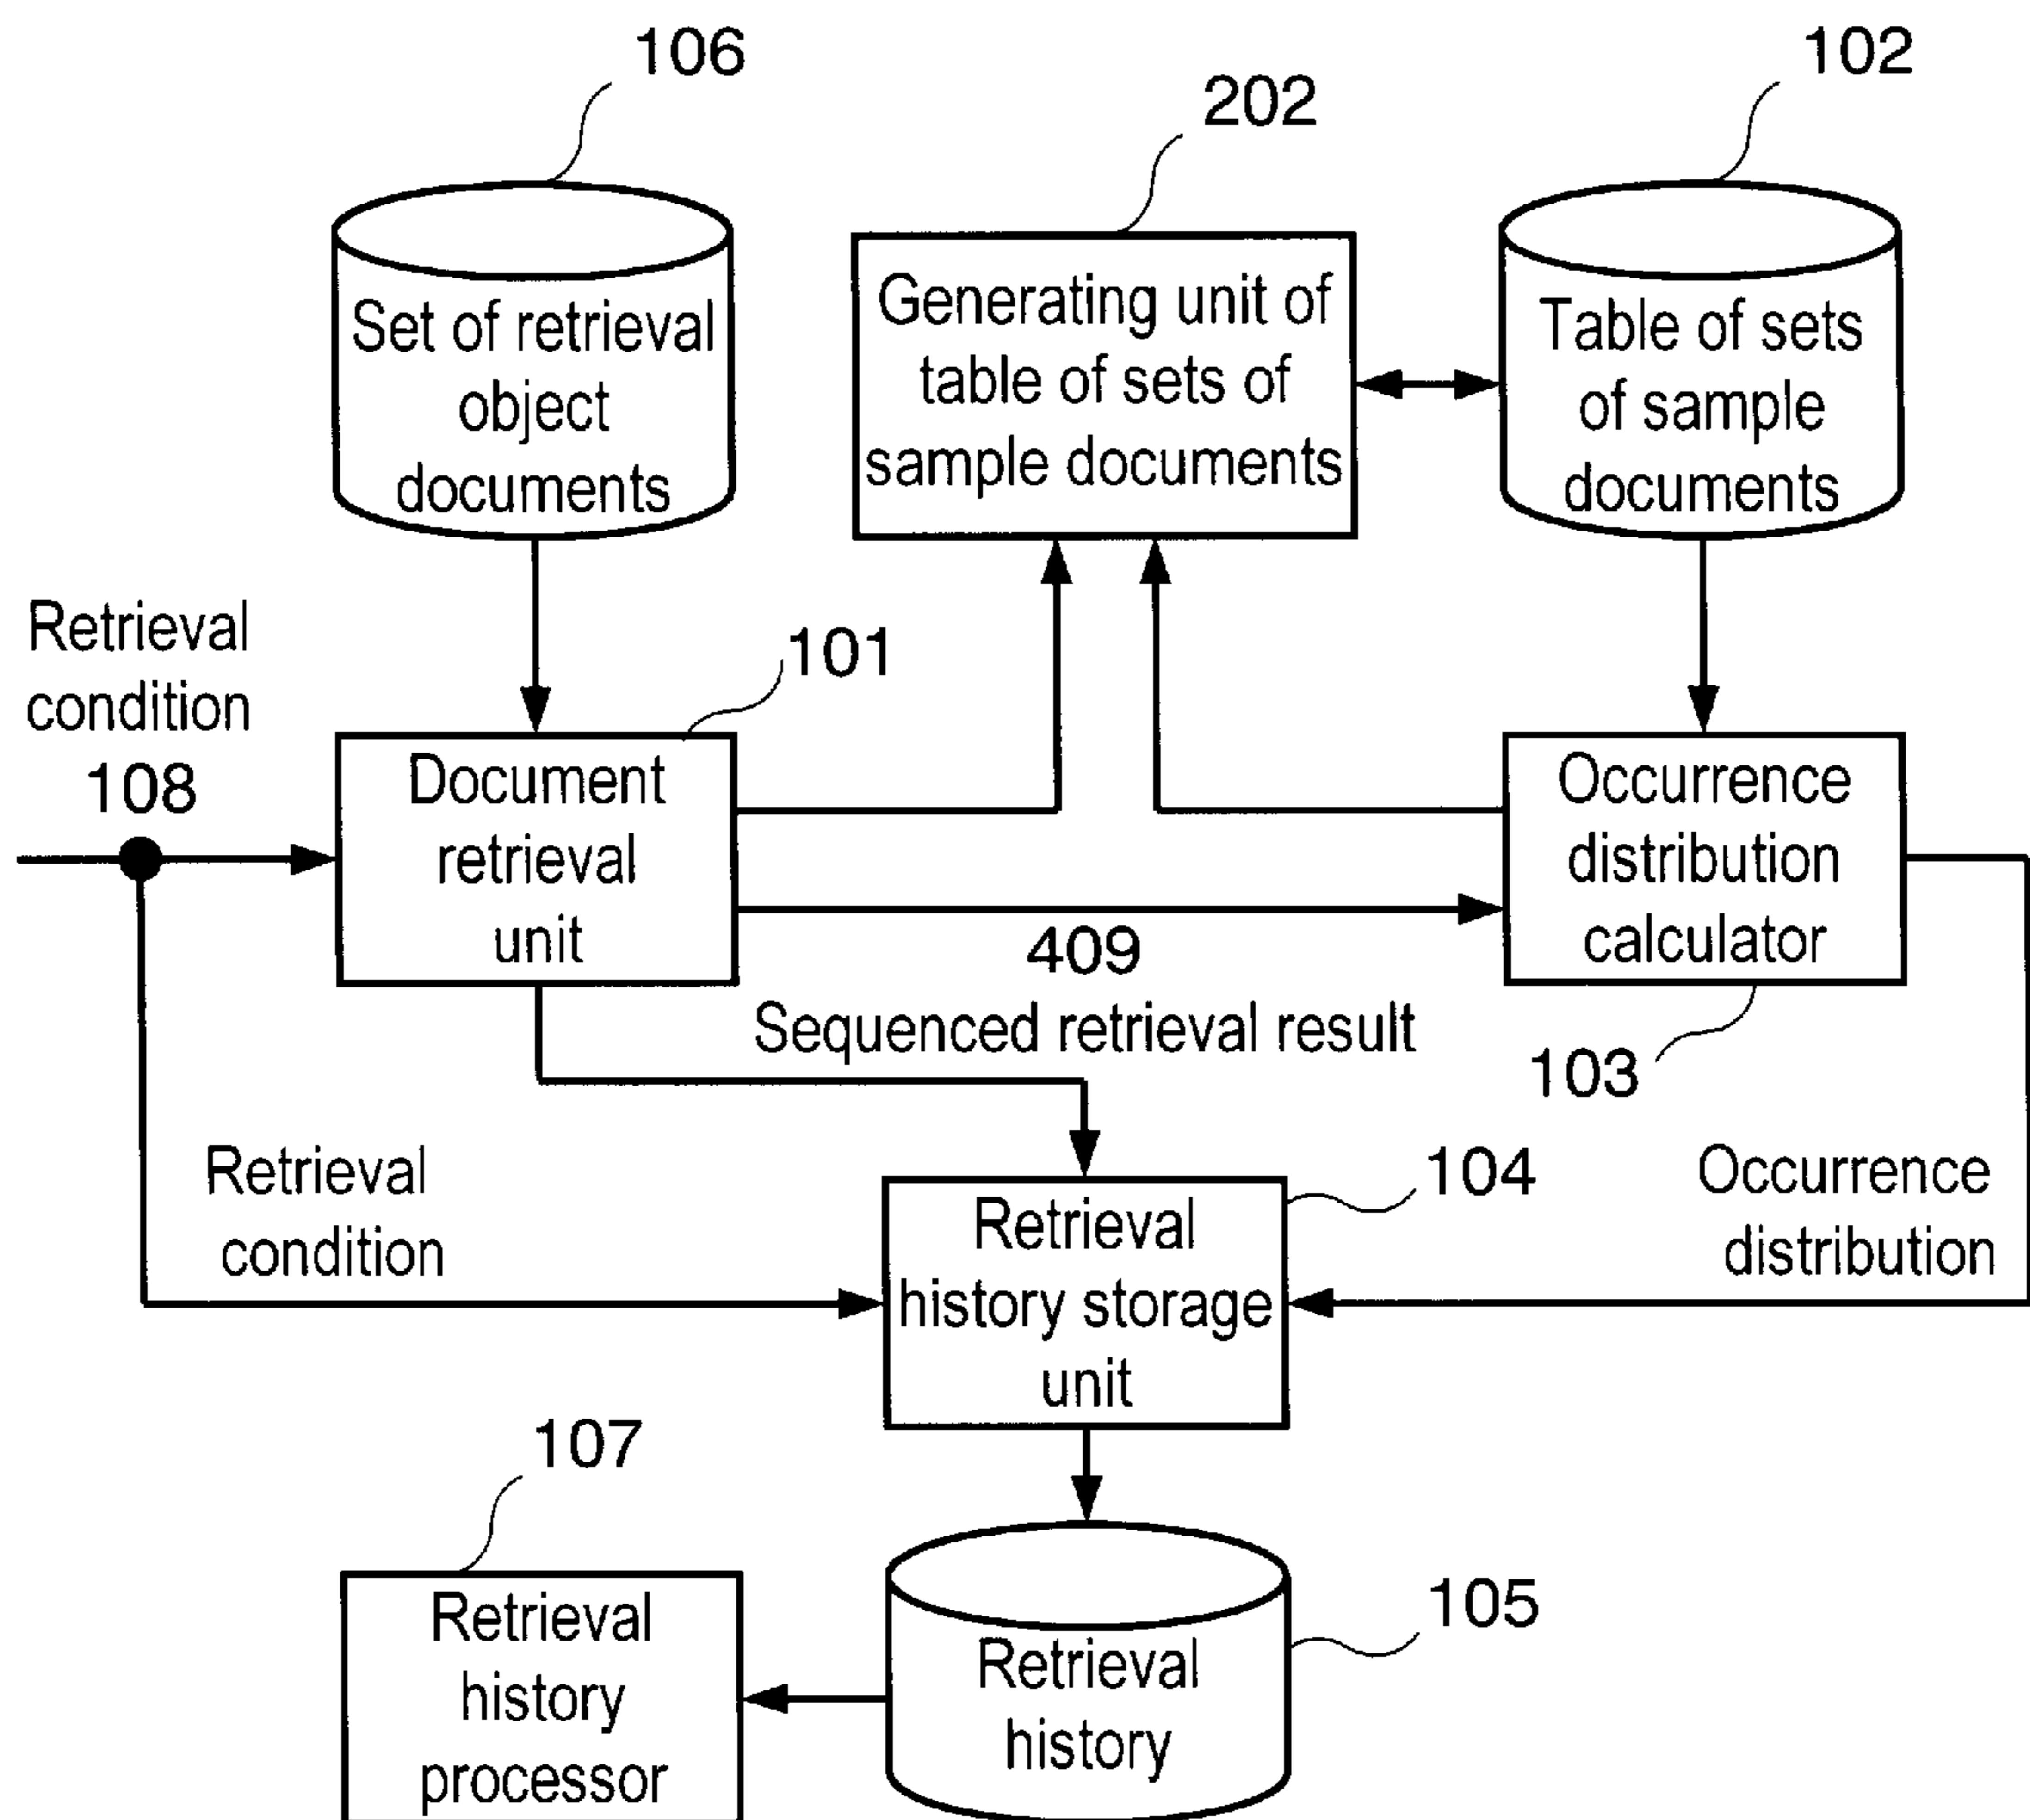 106
202
102
Set of retrieval
object
documents
Generating unit of
table of sets of
sample documents
Table of sets
of sample
documents
Retrieval
condition
108
101
Document
retrieval
unit
Occurrence
distribution
calculator
409
Sequenced retrieval result
103
Retrieval
condition
104
Retrieval
history storage
unit
Occurrence
distribution
107
Retrieval
history
processor
105
Retrieval
history